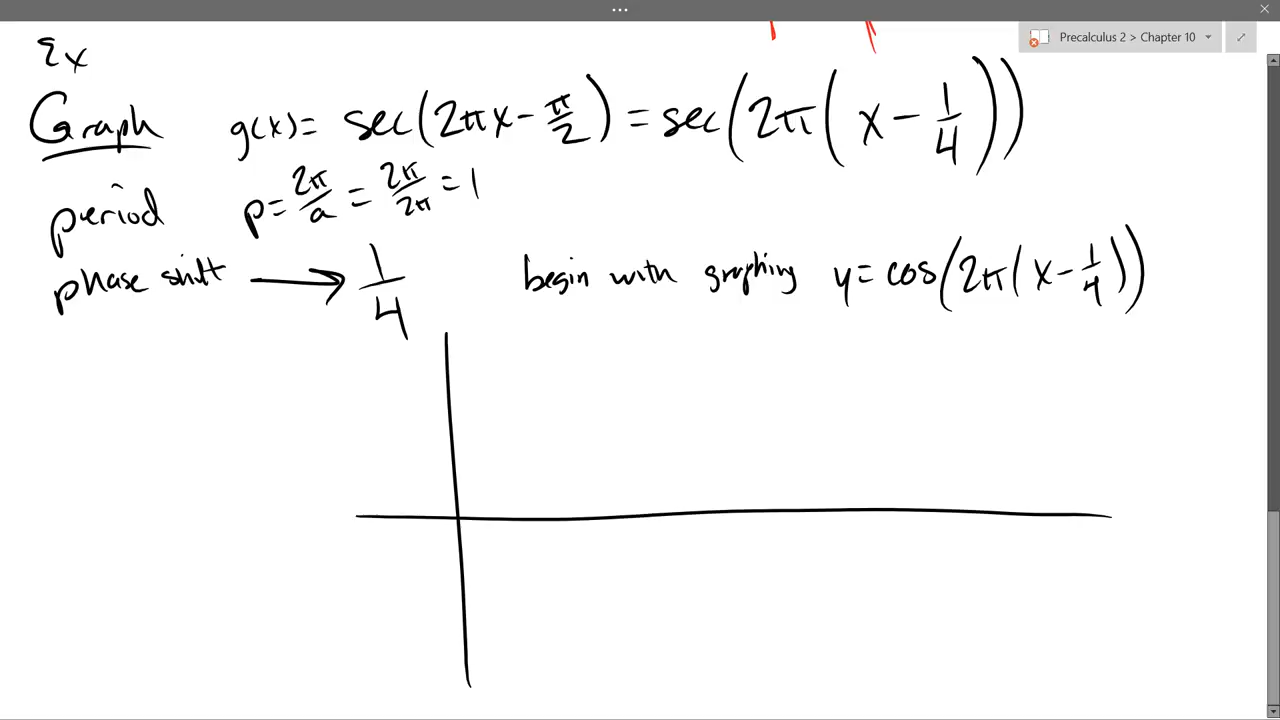 Precalculus 2 > Chapter 10
Ex
Graph g(x) = sec(2πx - π/2) = sec(2π(x - 1/4))
period p = 2π/a = 2π/2π = 1
phase shift → 1/4 begin with graphing y = cos(2π(x - 1/4))